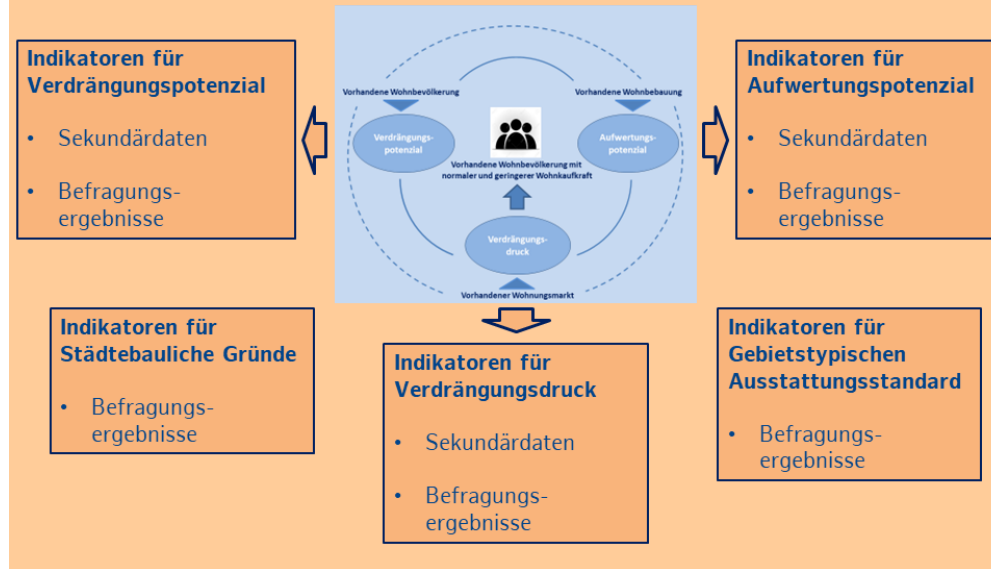 Indikatoren für
Verdrängungspotenzial
• Sekundärdaten
• Befragungs-
ergebnisse
Vorhandene Wohnbevölkerung
Vorhandene Wohnbebauung
Verdrängungs-
potenzial
Aufwertungs-
potenzial
Vorhandene Wohnbevölkerung mit
normaler und geringerer Wohnkaufkraft
Verdrängungs-
druck
Vorhandener Wohnungsmarkt
Indikatoren für
Aufwertungspotenzial
• Sekundärdaten
• Befragungs-
ergebnisse
Indikatoren für
Städtebauliche Gründe
• Befragungs-
ergebnisse
Indikatoren für
Verdrängungsdruck
• Sekundärdaten
• Befragungs-
ergebnisse
Indikatoren für
Gebietstypischen
Ausstattungsstandard
• Befragungs-
ergebnisse